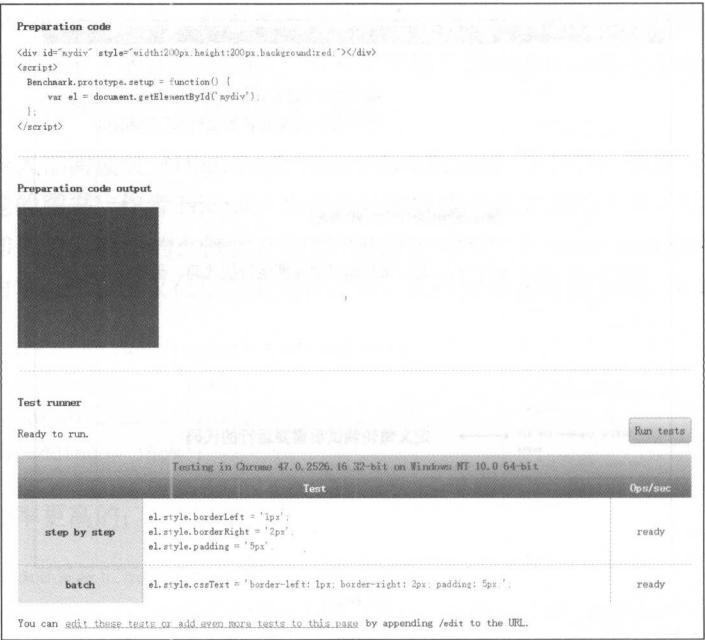 Preparation code
<div id="mydiv" style="width:200px;height:200px;background:red;"></div>
<script>
Benchmark.prototype.setup = function() {
var el = document.getElementById('mydiv');
};
</script>
Preparation code output
Test runner
Ready to run.
Run tests
Testing in Chrome 47.0.2526.16 32-bit on Windows NT 10.0 64-bit
Test Ops/sec
step by step
el.style.borderLeft = '1px';
el.style.borderRight = '2px';
el.style.padding = '5px';
ready
batch
el.style.cssText = 'border-left: 1px; border-right: 2px; padding: 5px;';
ready
You can edit these tests or add even more tests to this page by appending /edit to the URL.